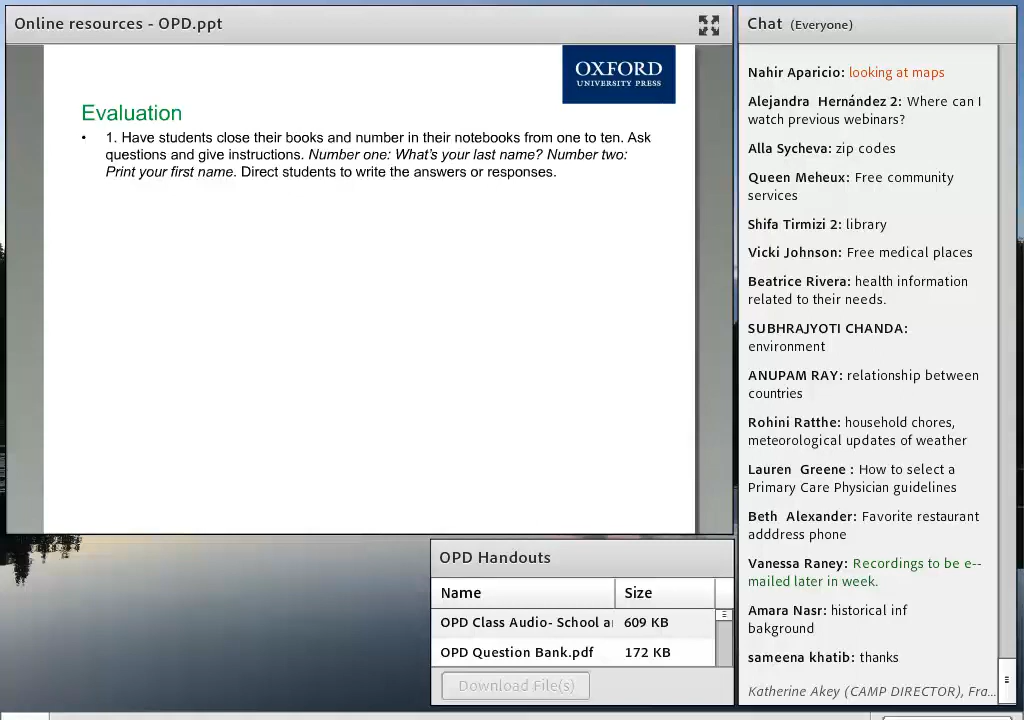 Online resources - OPD.ppt
OXFORD
UNIVERSITY PRESS
Evaluation
• 1. Have students close their books and number in their notebooks from one to ten. Ask
questions and give instructions. Number one: What's your last name? Number two:
Print your first name. Direct students to write the answers or responses.
OPD Handouts
Name Size
OPD Class Audio- School a 609 KB
OPD Question Bank.pdf 172 KB
Download File(s)
Chat (Everyone)
Nahir Aparicio: looking at maps
Alejandra Hernández 2: Where can I
watch previous webinars?
Alla Sycheva: zip codes
Queen Meheux: Free community
services
Shifa Tirmizi 2: library
Vicki Johnson: Free medical places
Beatrice Rivera: health information
related to their needs.
SUBHRAJYOTI CHANDA:
environment
ANUPAM RAY: relationship between
countries
Rohini Ratthe: household chores,
meteorological updates of weather
Lauren Greene : How to select a
Primary Care Physician guidelines
Beth Alexander: Favorite restaurant
adddress phone
Vanessa Raney: Recordings to be e--
mailed later in week.
Amara Nasr: historical inf
bakground
sameena khatib: thanks
Katherine Akey (CAMP DIRECTOR), Fra...